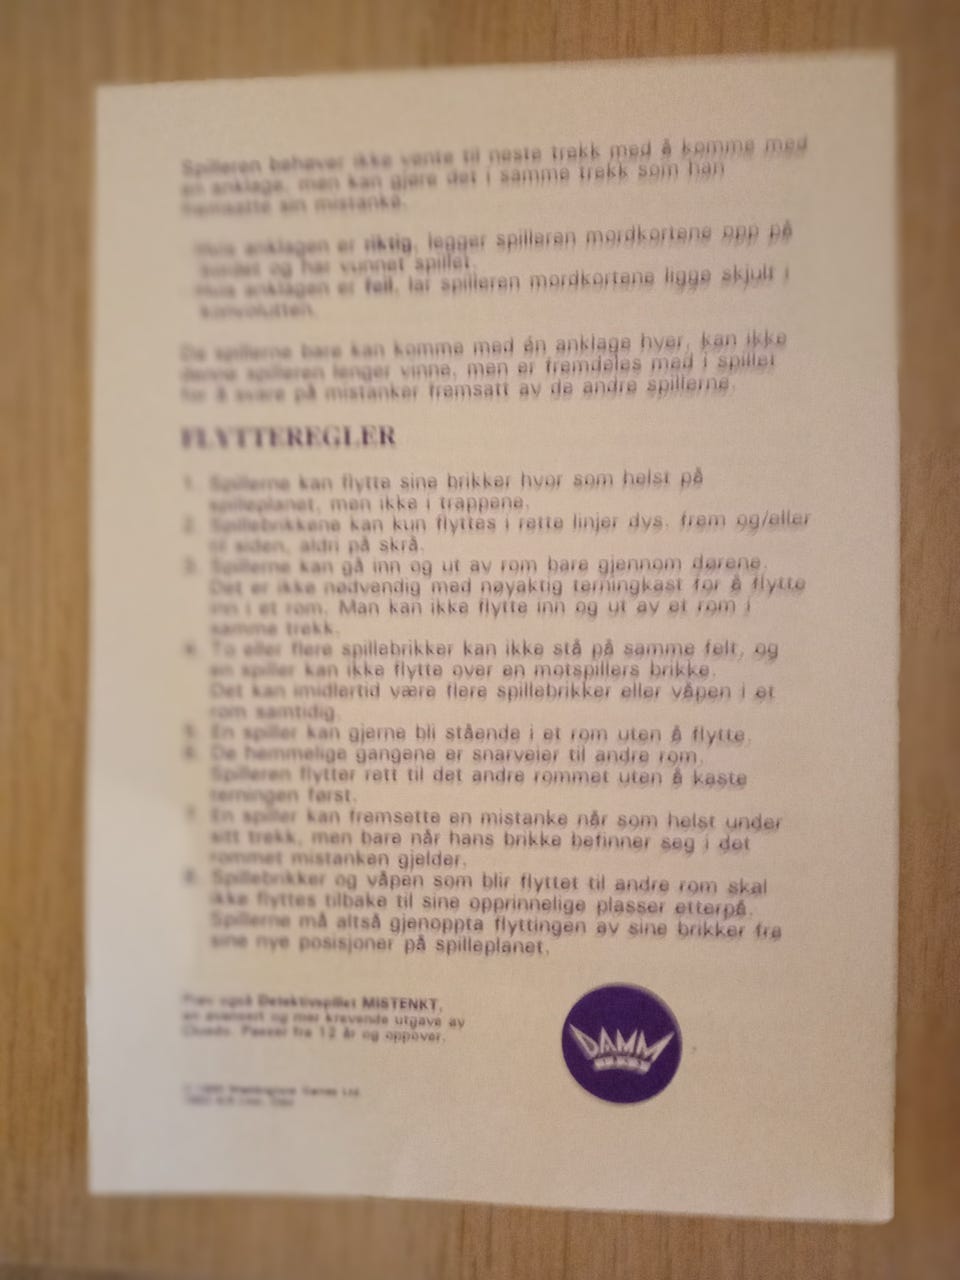 Spilleren behøver ikke vente til neste trekk med å komme med
en anklage, men kan gjøre det i samme trekk som han
fremsatte sin mistanke.
Hvis anklagen er riktig, legger spilleren mordkortene opp på
bordet og har vunnet spillet.
Hvis anklagen er feil, lar spilleren mordkortene ligge skjult i
konvolutten.
Da spillerne bare kan komme med én anklage hver, kan ikke
denne spilleren lenger vinne, men er fremdeles med i spillet
for å svare på mistanker fremsatt av de andre spillerne.
FLYTTEREGLER
1. Spillerne kan flytte sine brikker hvor som helst på
spilleplanet, men ikke i trappene.
2. Spillebrikkene kan kun flyttes i rette linjer dvs. frem og/eller
til siden, aldri på skrå.
3. Spillerne kan gå inn og ut av rom bare gjennom dørene.
Det er ikke nødvendig med nøyaktig terningkast for å flytte
inn i et rom. Man kan ikke flytte inn og ut av et rom i
samme trekk.
4. To eller flere spillebrikker kan ikke stå på samme felt, og
en spiller kan ikke flytte over en motspillers brikke.
Det kan imidlertid være flere spillebrikker eller våpen i et
rom samtidig.
5. En spiller kan gjerne bli stående i et rom uten å flytte.
6. De hemmelige gangene er snarveier til andre rom.
Spilleren flytter rett til det andre rommet uten å kaste
terningen først.
7. En spiller kan fremsette en mistanke når som helst under
sitt trekk, men bare når hans brikke befinner seg i det
rommet mistanken gjelder.
8. Spillebrikker og våpen som blir flyttet til andre rom skal
ikke flyttes tilbake til sine opprinnelige plasser etterpå.
Spillerne må altså gjenoppta flyttingen av sine brikker fra
sine nye posisjoner på spilleplanet.
Prøv også Detektivspillet MISTENKT,
en avansert og mer krevende utgave av
Cluedo. Passer fra 12 år og oppover.
DAMM
Waddingtons Games Ltd.